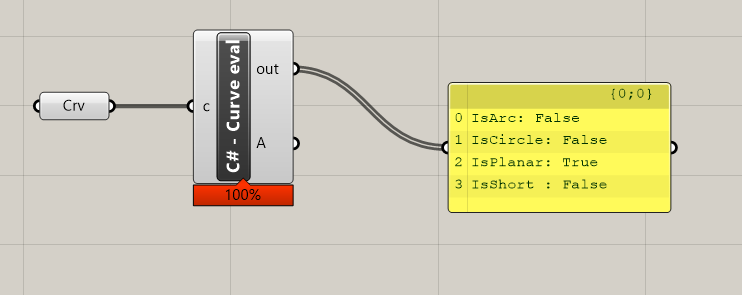 Crv
c
C# - Curve eval
out
A
100%
{0;0}
0 IsArc: False
1 IsCircle: False
2 IsPlanar: True
3 IsShort : False